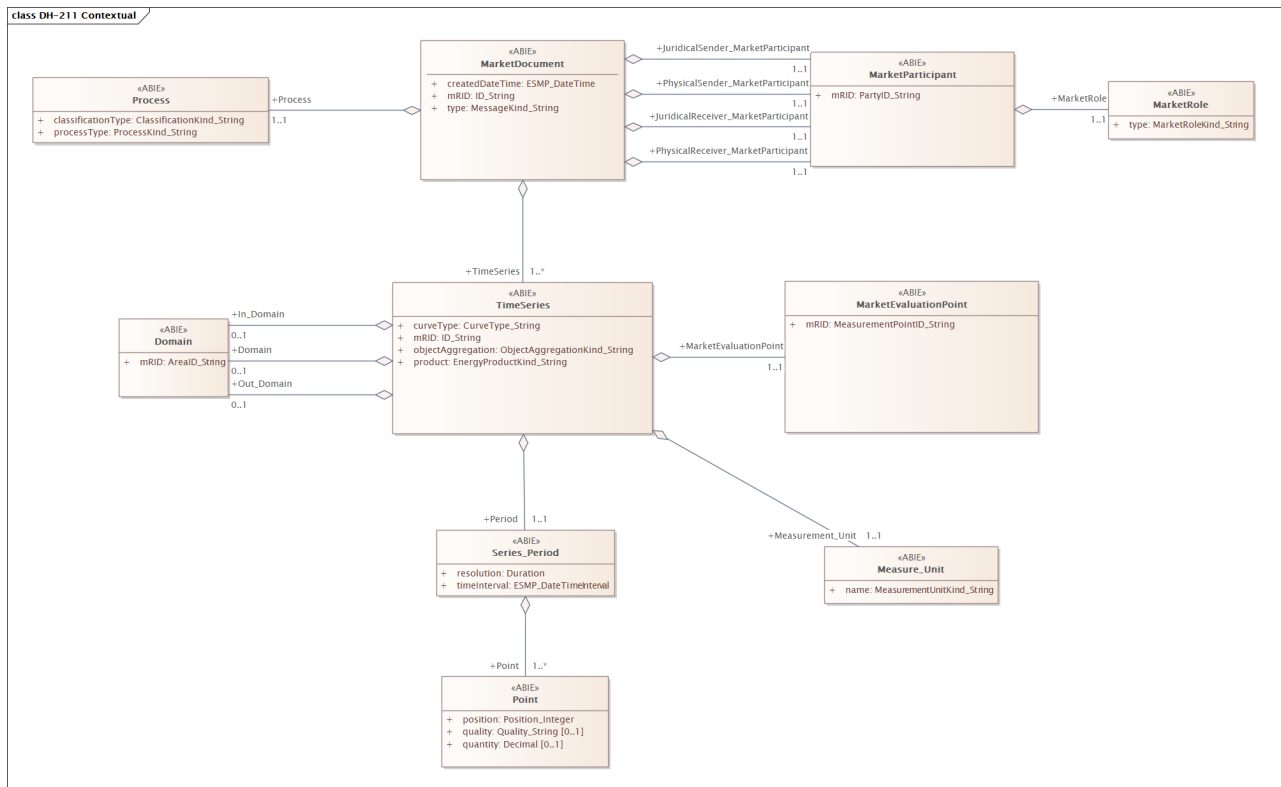 class DH-211 Contextual
«ABIE»
MarketDocument
+ createdDateTime: ESMP_DateTime
+ mRID: ID_String
+ type: MessageKind_String
+JuridicalSender_MarketParticipant
1..1
+PhysicalSender_MarketParticipant
1..1
+JuridicalReceiver_MarketParticipant
1..1
+PhysicalReceiver_MarketParticipant
1..1
«ABIE»
MarketParticipant
+ mRID: PartyID_String
+MarketRole
1..1
«ABIE»
MarketRole
+ type: MarketRoleKind_String
«ABIE»
Process
+ classificationType: ClassificationKind_String
+ processType: ProcessKind_String
+Process
1..1
+TimeSeries 1..*
«ABIE»
TimeSeries
+ curveType: CurveType_String
+ mRID: ID_String
+ objectAggregation: ObjectAggregationKind_String
+ product: EnergyProductKind_String
+In_Domain
0..1
+Domain
0..1
+Out_Domain
0..1
«ABIE»
Domain
+ mRID: AreaID_String
+MarketEvaluationPoint
1..1
«ABIE»
MarketEvaluationPoint
+ mRID: MeasurementPointID_String
+Period 1..1
«ABIE»
Series_Period
+ resolution: Duration
+ timeInterval: ESMP_DateTimeInterval
+Measurement_Unit 1..1
«ABIE»
Measure_Unit
+ name: MeasurementUnitKind_String
+Point 1..*
«ABIE»
Point
+ position: Position_Integer
+ quality: Quality_String [0..1]
+ quantity: Decimal [0..1]